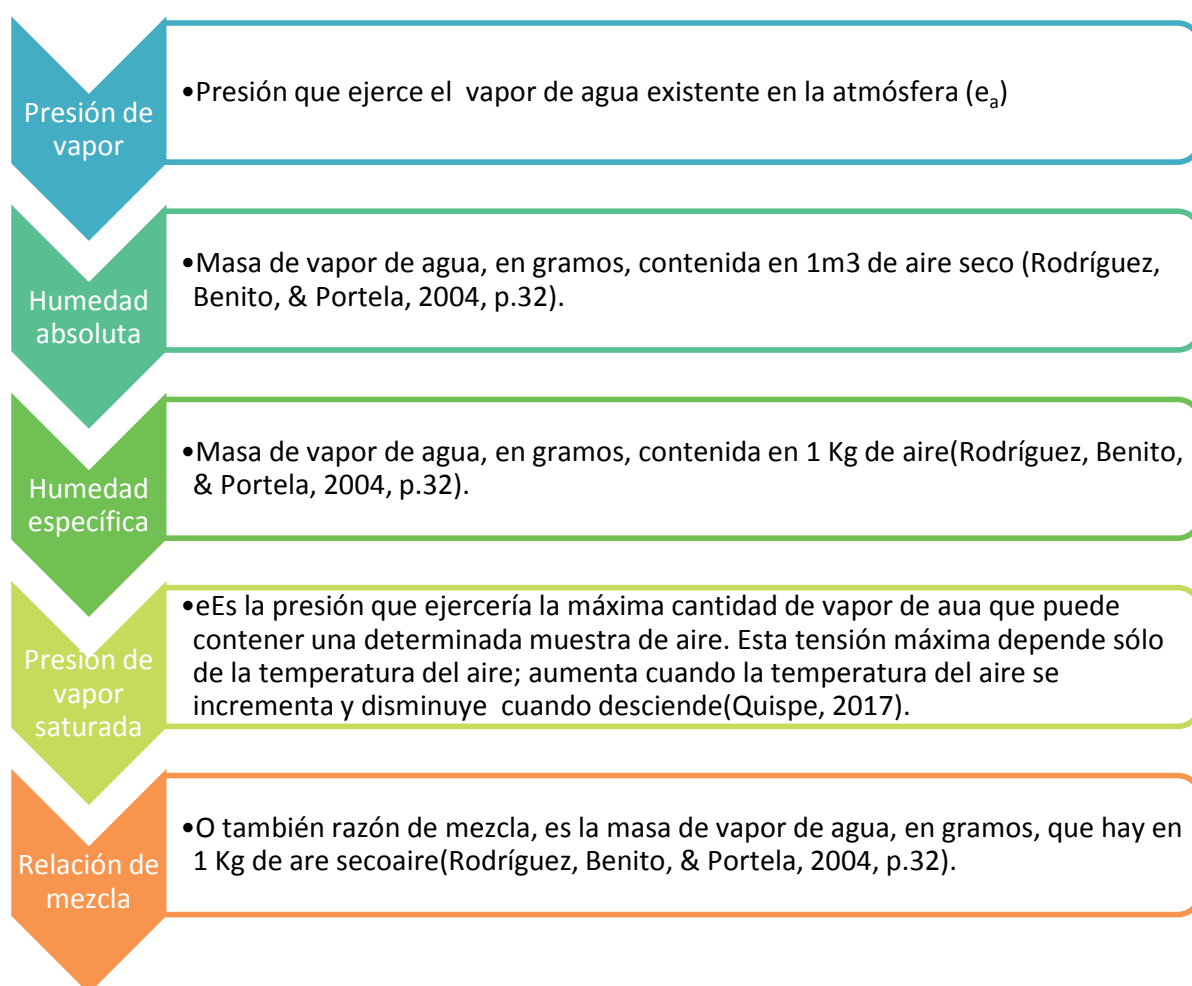 Presión de
vapor
•Presión que ejerce el  vapor de agua existente en la atmósfera (eₐ)
Humedad
absoluta
•Masa de vapor de agua, en gramos, contenida en 1m3 de aire seco (Rodríguez,
Benito, & Portela, 2004, p.32).
Humedad
específica
•Masa de vapor de agua, en gramos, contenida en 1 Kg de aire(Rodríguez, Benito,
& Portela, 2004, p.32).
Presión de
vapor
saturada
•eEs la presión que ejercería la máxima cantidad de vapor de aua que puede
contener una determinada muestra de aire. Esta tensión máxima depende sólo
de la temperatura del aire; aumenta cuando la temperatura del aire se
incrementa y disminuye  cuando desciende(Quispe, 2017).
Relación de
mezcla
•O también razón de mezcla, es la masa de vapor de agua, en gramos, que hay en
1 Kg de are secoaire(Rodríguez, Benito, & Portela, 2004, p.32).